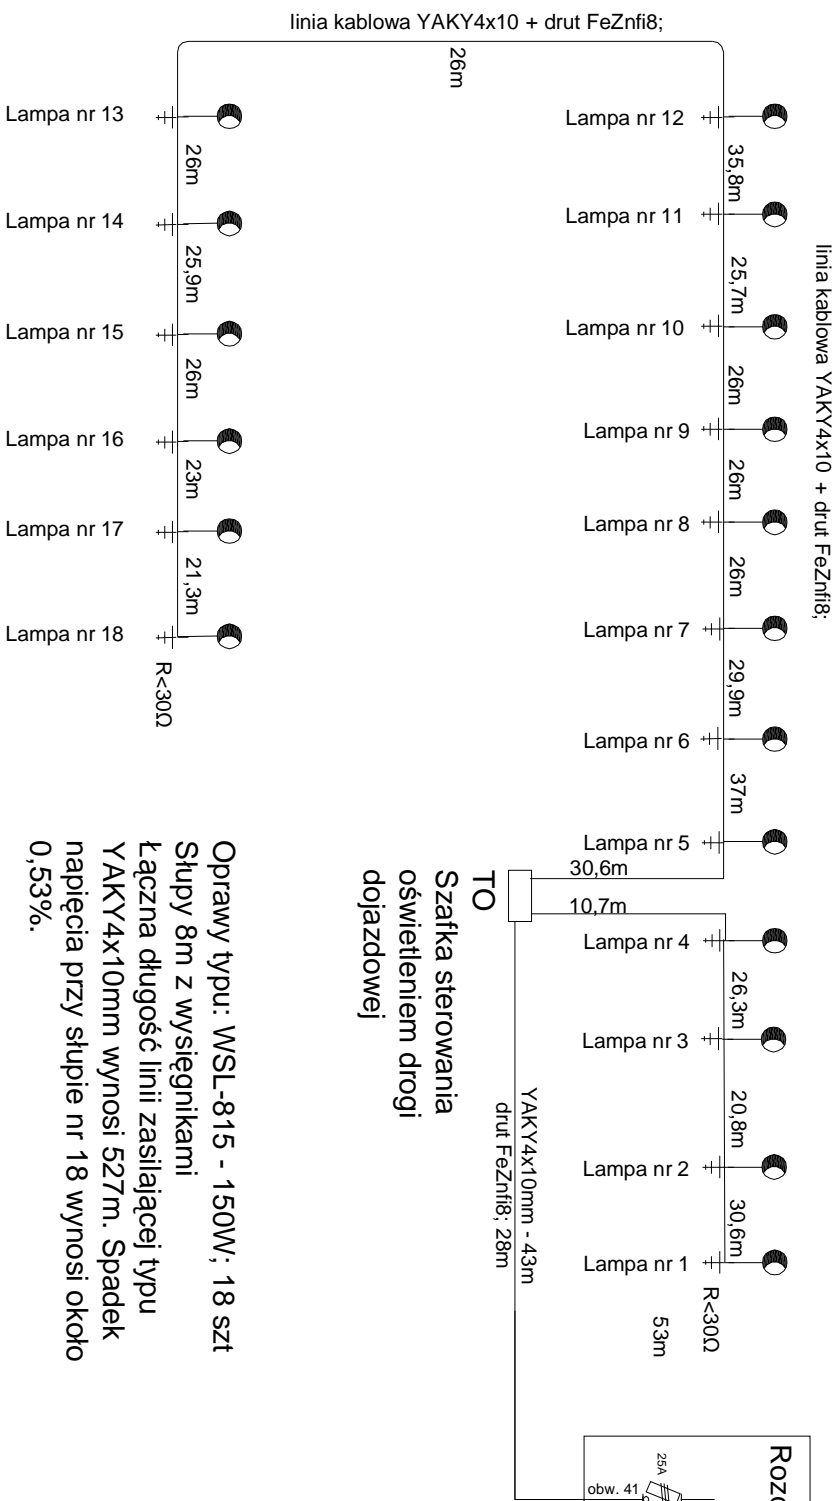 linia kablowa YAKY4x10 + drut FeZnfi8;
26m
linia kablowa YAKY4x10 + drut FeZnfi8;
Lampa nr 13
26m
Lampa nr 14
25,9m
Lampa nr 15
26m
Lampa nr 16
23m
Lampa nr 17
21,3m
Lampa nr 18
R<30Ω
Lampa nr 12
35,8m
Lampa nr 11
25,7m
Lampa nr 10
26m
Lampa nr 9
26m
Lampa nr 8
26m
Lampa nr 7
29,9m
Lampa nr 6
37m
Lampa nr 5
30,6m
10,7m
Lampa nr 4
26,3m
Lampa nr 3
20,8m
Lampa nr 2
30,6m
Lampa nr 1
R<30Ω
53m
TO
Szafka sterowania
oświetleniem drogi
dojazdowej
YAKY4x10mm - 43m
drut FeZnfi8; 28m
25A
obw. 41
Oprawy typu: WSL-815 - 150W; 18 szt
Słupy 8m z wysięgnikami
Łączna długość linii zasilającej typu
YAKY4x10mm wynosi 527m. Spadek
napięcia przy słupie nr 18 wynosi około
0,53%.